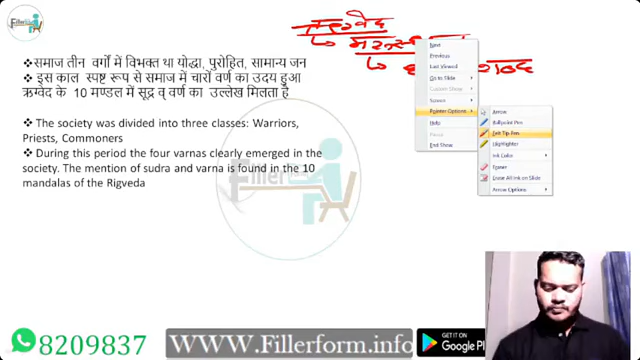 Fillerform
❖समाज तीन वर्गो में विभक्त था योद्धा, पुरोहित, सामान्य जन
❖ इस काल स्पष्ट रूप से समाज में चारों वर्ण का उदय हुआ
ऋग्वेद के 10 मण्डल में सूद्र व् वर्ण का उल्लेख मिलता है
❖ The society was divided into three classes: Warriors,
Priests, Commoners
❖ During this period the four varnas clearly emerged in the
society. The mention of sudra and varna is found in the 10
mandalas of the Rigveda
Next
Previous
Last Viewed
Go to Slide
Custom Show
Screen
Pointer Options
Help
Pause
End Show
Arrow
Ballpoint Pen
Felt Tip Pen
Highlighter
Ink Color
Eraser
Erase All Ink on Slide
Arrow Options
Filler
8209837
WWW.Fillerform.info
GET IT ON
Google Pl